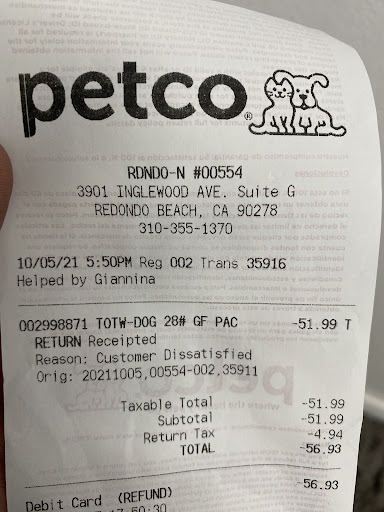 petco
RDNDO-N #00554
3901 INGLEWOOD AVE. Suite G
REDONDO BEACH, CA 90278
310-355-1370
10/05/21 5:50PM Reg 002 Trans 35916
Helped by Giannina
002998871 TOTW-DOG 28# GF PAC -51.99 T
RETURN Receipted
Reason: Customer Dissatisfied
Orig: 20211005,00554-002,35911
Taxable Total -51.99
Subtotal -51.99
Return Tax -4.94
TOTAL -56.93
Debit Card (REFUND) -56.93